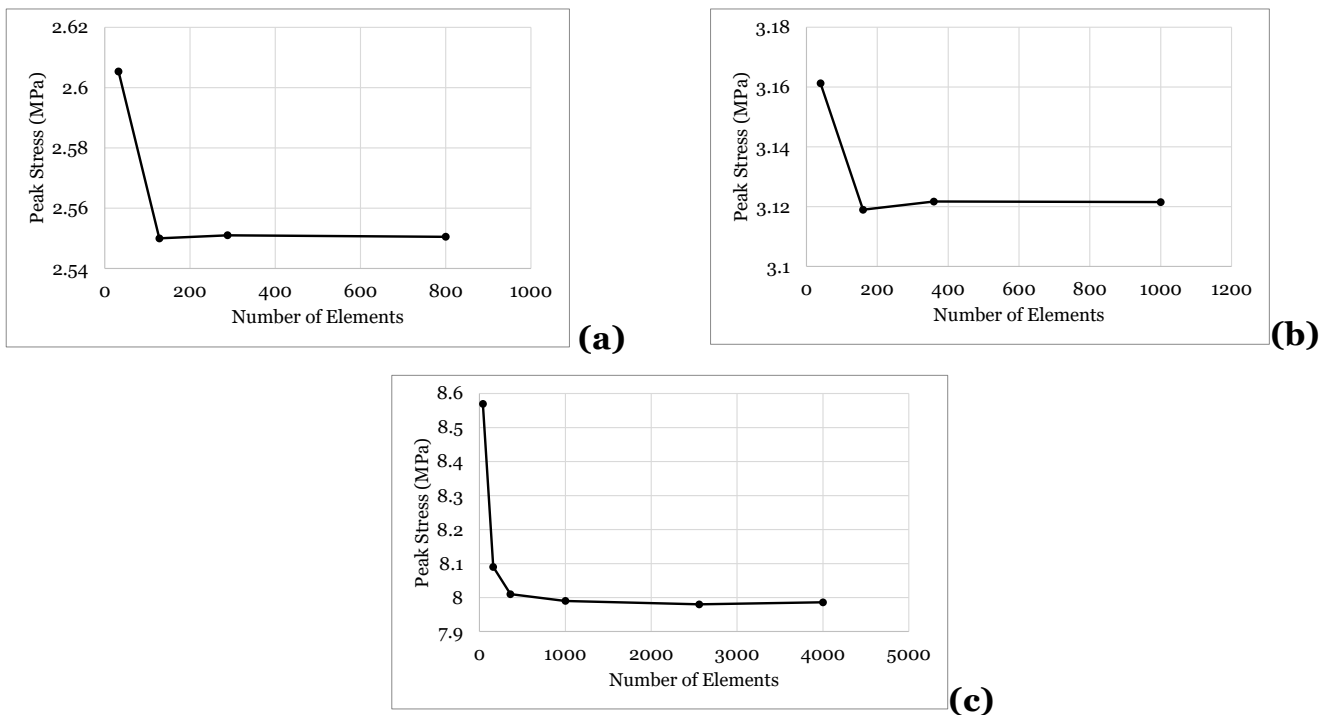 2.62
2.6
2.58
2.56
2.54
Peak Stress (MPa)
0 200 400 600 800 1000
Number of Elements
(a)
3.18
3.16
3.14
3.12
3.1
Peak Stress (MPa)
0 200 400 600 800 1000 1200
Number of Elements
(b)
8.6
8.5
8.4
8.3
8.2
8.1
8
7.9
Peak Stress (MPa)
0 1000 2000 3000 4000 5000
Number of Elements
(c)